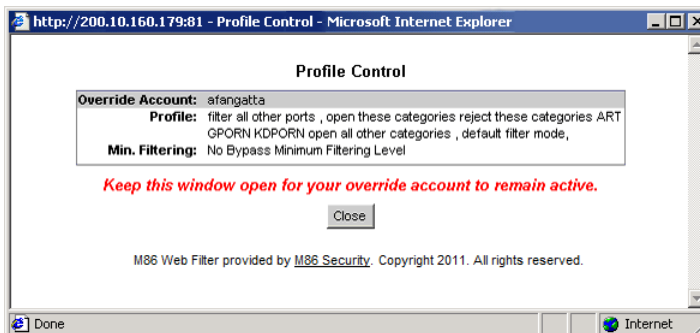 http://200.10.160.179:81 - Profile Control - Microsoft Internet Explorer
Profile Control
Override Account: afangatta
Profile: filter all other ports , open these categories reject these categories ART
GPORN KDPORN open all other categories , default filter mode,
Min. Filtering: No Bypass Minimum Filtering Level
Keep this window open for your override account to remain active.
Close
M86 Web Filter provided by M86 Security. Copyright 2011. All rights reserved.
Done
Internet